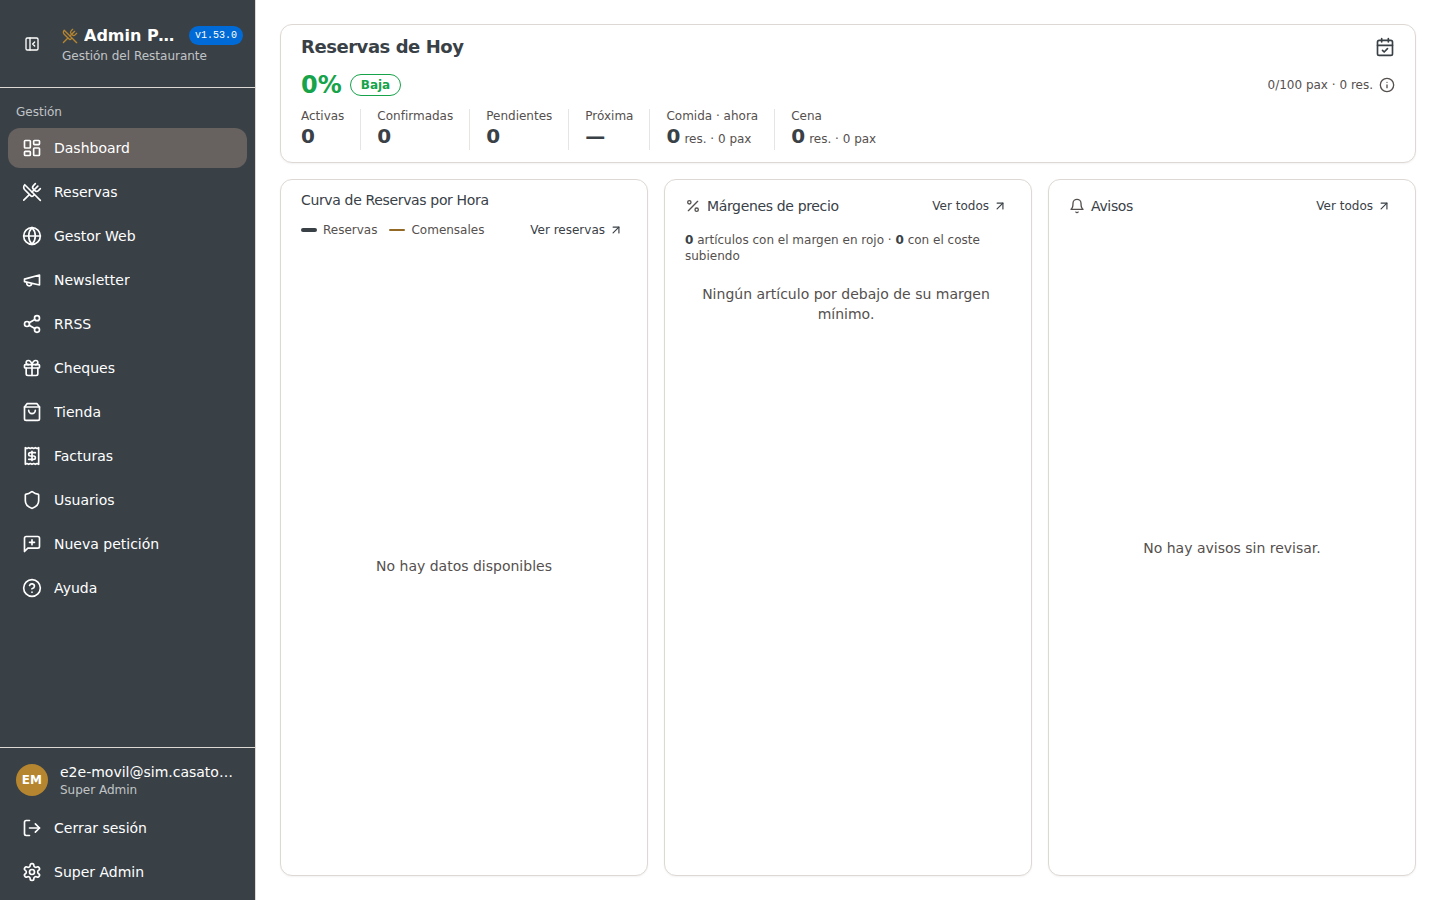 Admin P... v1.53.0
Gestión del Restaurante
Gestión
Dashboard
Reservas
Gestor Web
Newsletter
RRSS
Cheques
Tienda
Facturas
Usuarios
Nueva petición
Ayuda
EM
e2e-movil@sim.casato...
Super Admin
Cerrar sesión
Super Admin
Reservas de Hoy
0% Baja
0/100 pax · 0 res.
Activas
0
Confirmadas
0
Pendientes
0
Próxima
—
Comida · ahora
0 res. · 0 pax
Cena
0 res. · 0 pax
Curva de Reservas por Hora
Reservas Comensales Ver reservas
No hay datos disponibles
Márgenes de precio Ver todos
0 artículos con el margen en rojo · 0 con el coste
subiendo
Ningún artículo por debajo de su margen
mínimo.
Avisos Ver todos
No hay avisos sin revisar.